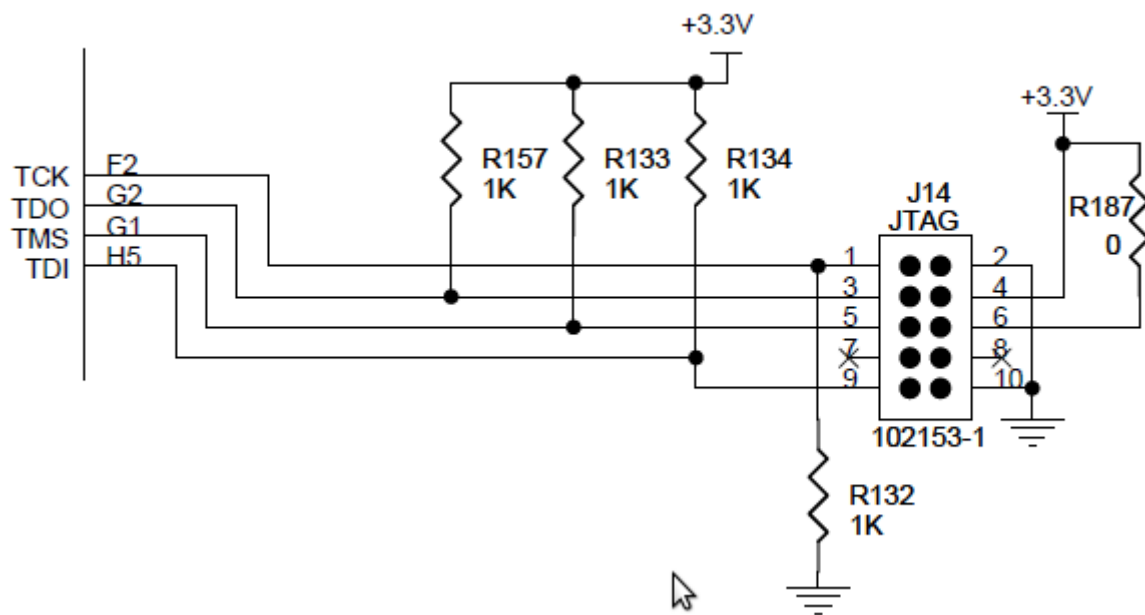 +3.3V
+3.3V
TCK F2
TDO G2
TMS G1
TDI H5
R157
1K
R133
1K
R134
1K
R187
0
J14
JTAG
1 2
3 4
5 6
7 8
9 10
102153-1
R132
1K